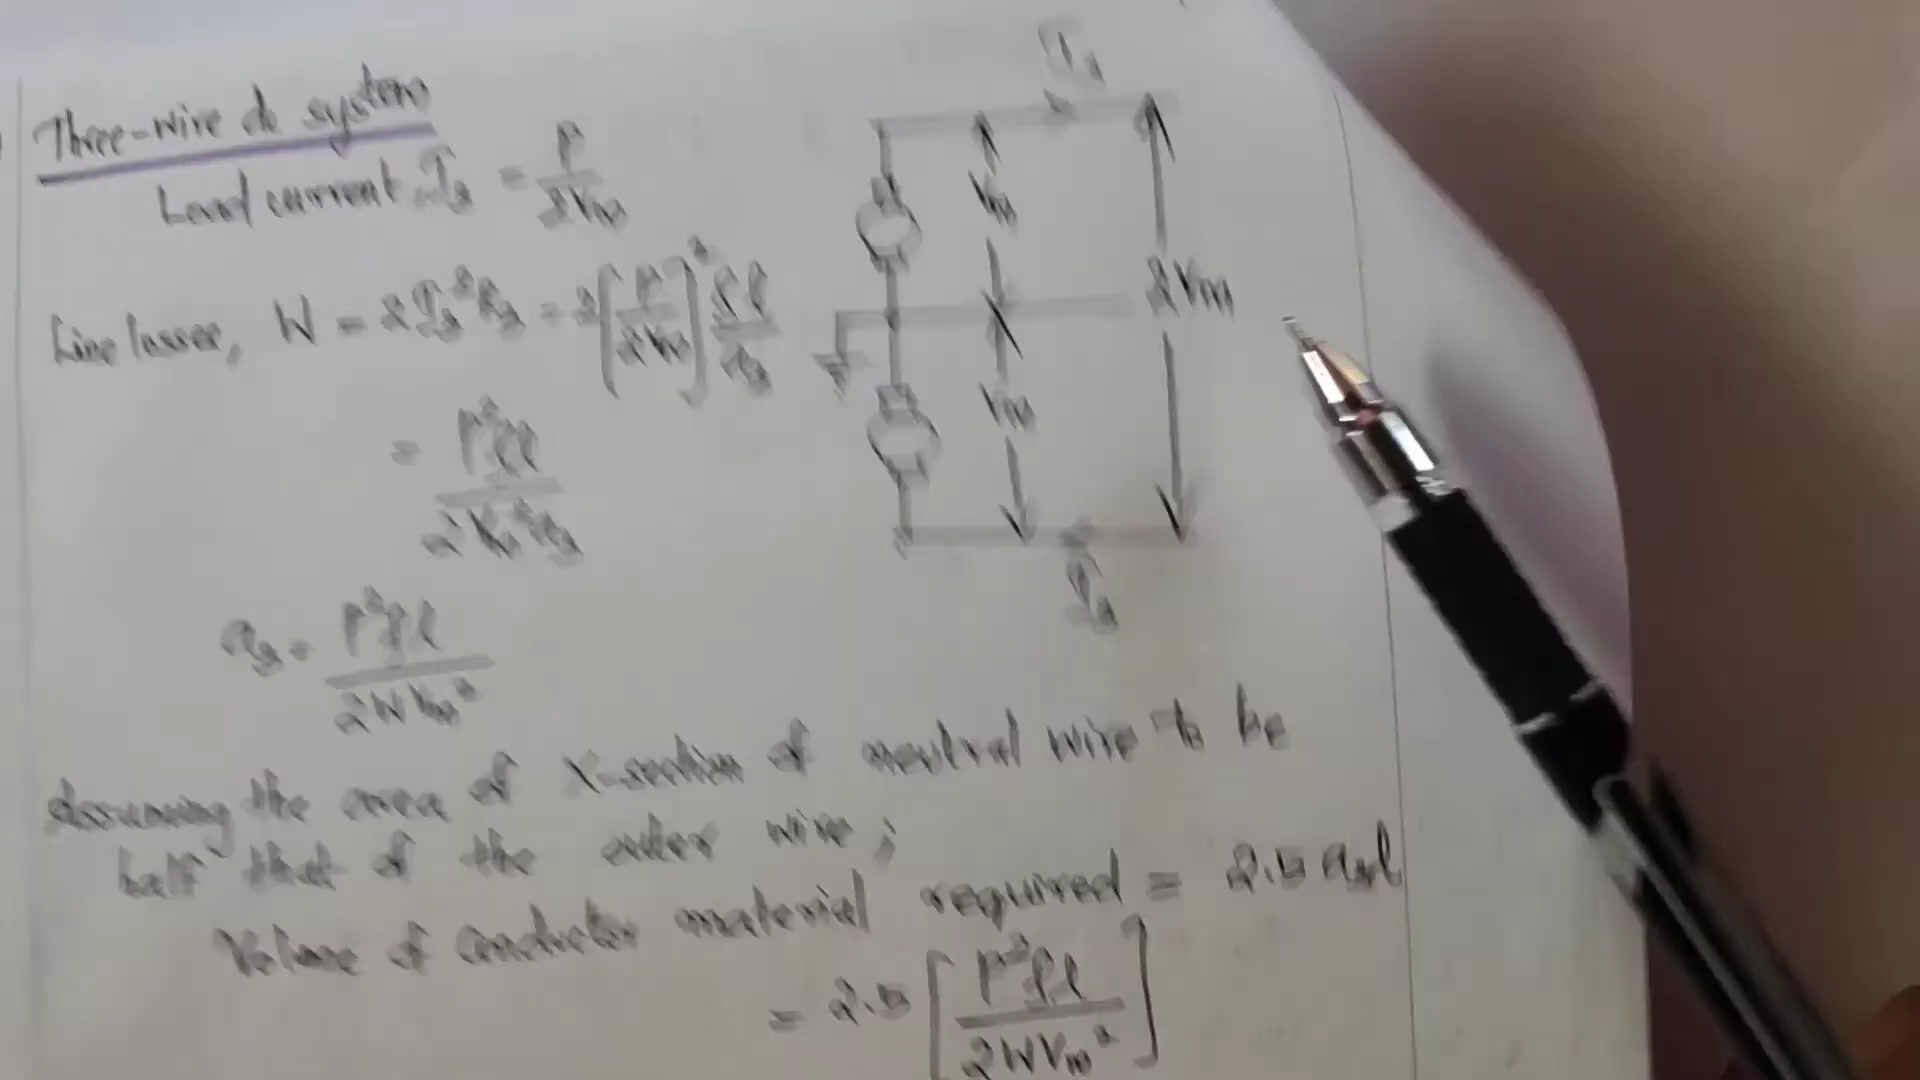 Three-wire dc system
Load current I₃ = P/2Vm
Line losses, W = 2I₃²R₃ = 2[P/2Vm]² ρl/a₃
= P²ρl/2Vm²a₃
a₃ = P²ρl/2WVm²
Assuming the area of X-section of neutral wire to be
half that of the outer wire;
Volume of conductor material required = 2.5 a₃l
= 2.5 [P²ρl/2WVm²]
I₃
Vm
2Vm
Vm
I₃